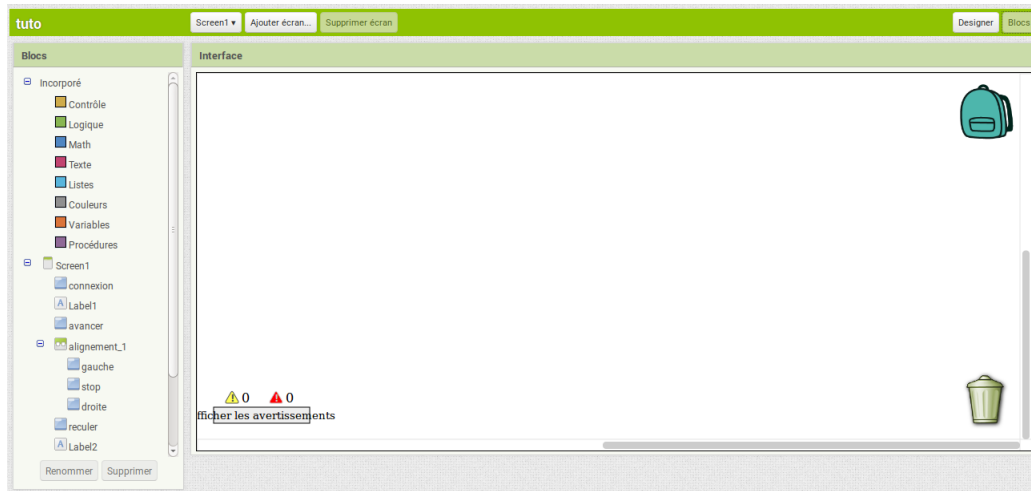 tuto Screen1 ▾ Ajouter écran... Supprimer écran Designer Blocs
Blocs
Interface
Incorporé
Contrôle
Logique
Math
Texte
Listes
Couleurs
Variables
Procédures
Screen1
connexion
A Label1
avancer
alignement_1
gauche
stop
droite
reculer
A Label2
Renommer Supprimer
0 0
fficher les avertissements